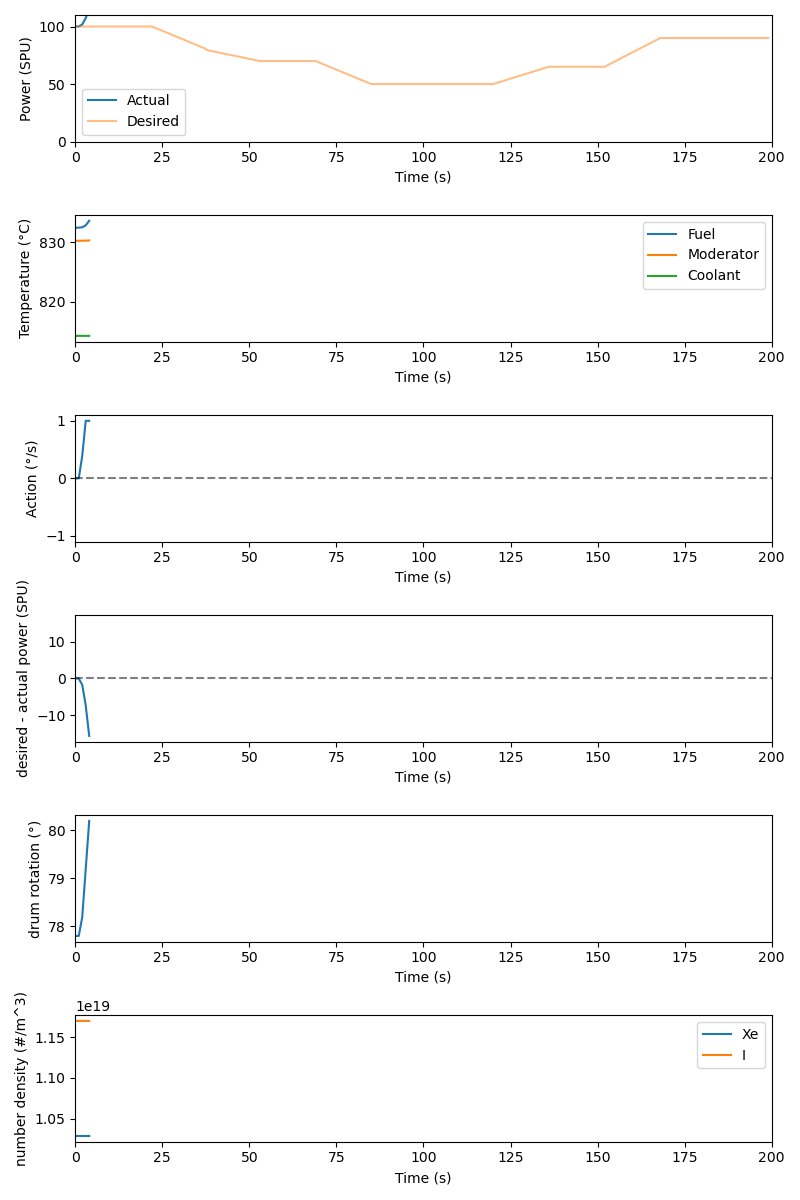 Power (SPU)
100
50
0
Actual
Desired
0 25 50 75 100 125 150 175 200
Time (s)
Temperature (°C)
830
820
Fuel
Moderator
Coolant
0 25 50 75 100 125 150 175 200
Time (s)
Action (°/s)
1
0
−1
0 25 50 75 100 125 150 175 200
Time (s)
desired - actual power (SPU)
10
0
−10
0 25 50 75 100 125 150 175 200
Time (s)
drum rotation (°)
80
79
78
0 25 50 75 100 125 150 175 200
Time (s)
number density (#/m^3)
1e19
1.15
1.10
1.05
Xe
I
0 25 50 75 100 125 150 175 200
Time (s)